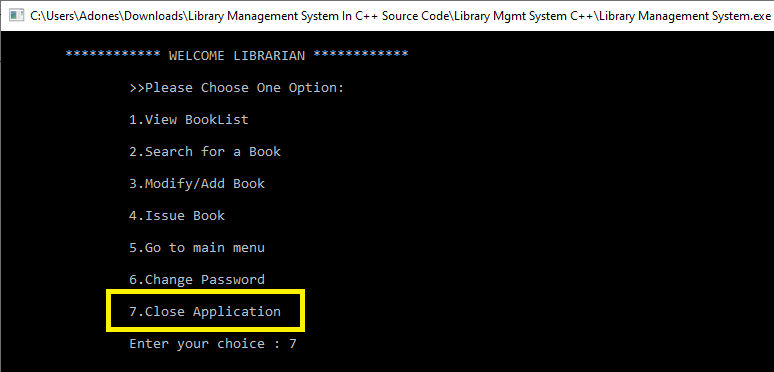 C:\Users\Adones\Downloads\Library Management System In C++ Source Code\Library Mgmt System C++\Library Management System.exe
************ WELCOME LIBRARIAN ************
>>Please Choose One Option:
1.View BookList
2.Search for a Book
3.Modify/Add Book
4.Issue Book
5.Go to main menu
6.Change Password
7.Close Application
Enter your choice : 7